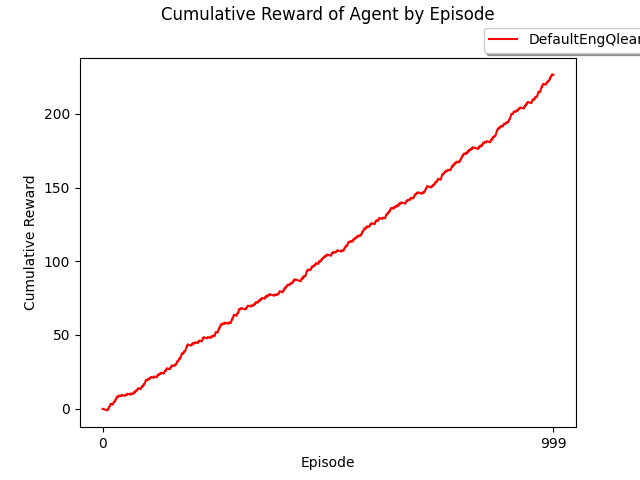 Cumulative Reward of Agent by Episode
DefaultEngQlear
200
150
100
50
0
Cumulative Reward
0
999
Episode